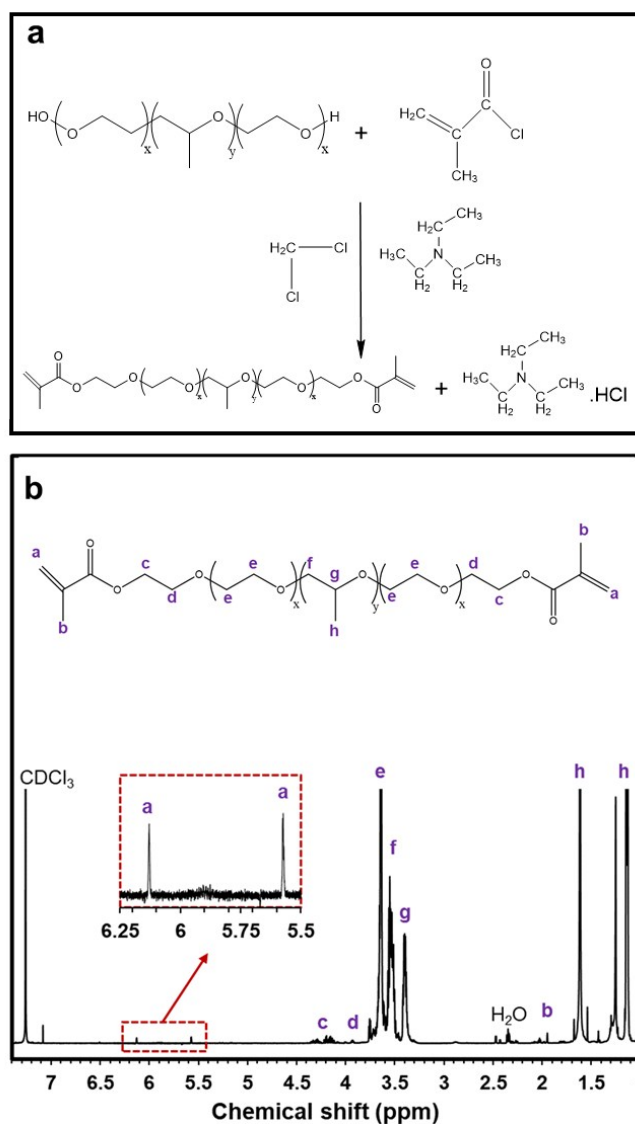 a
HO
O
x
O
y
O
H
x
+
H₂C
O
C
C
Cl
CH₃
H₂C
Cl
Cl
CH₃
H₂C
N
H₃C
C
H₂
C
H₂
CH₃
O
O
O
O
x
O
y
O
x
O
O
+
CH₃
H₂C
N
H₃C
C
H₂
C
H₂
CH₃
.HCl
b
a
b
O
O
c
d
O
e
e
O
x
f
g
h
O
y
e
e
O
x
d
c
O
O
b
a
CDCl₃
a
a
6.25 6 5.75 5.5
c
d
e
f
g
H₂O
b
h
h
7 6.5 6 5.5 5 4.5 4 3.5 3 2.5 2 1.5 1
Chemical shift (ppm)